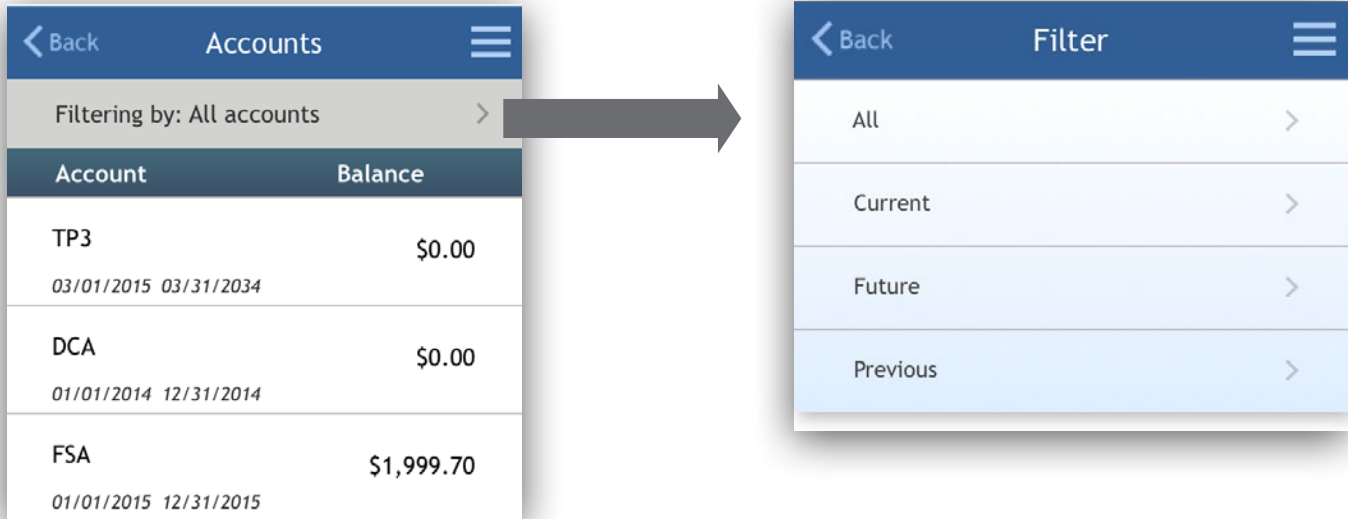 Back Accounts
Filtering by: All accounts
Account Balance
TP3
$0.00
03/01/2015 03/31/2034
DCA
$0.00
01/01/2014 12/31/2014
FSA
$1,999.70
01/01/2015 12/31/2015
Back Filter
All
Current
Future
Previous